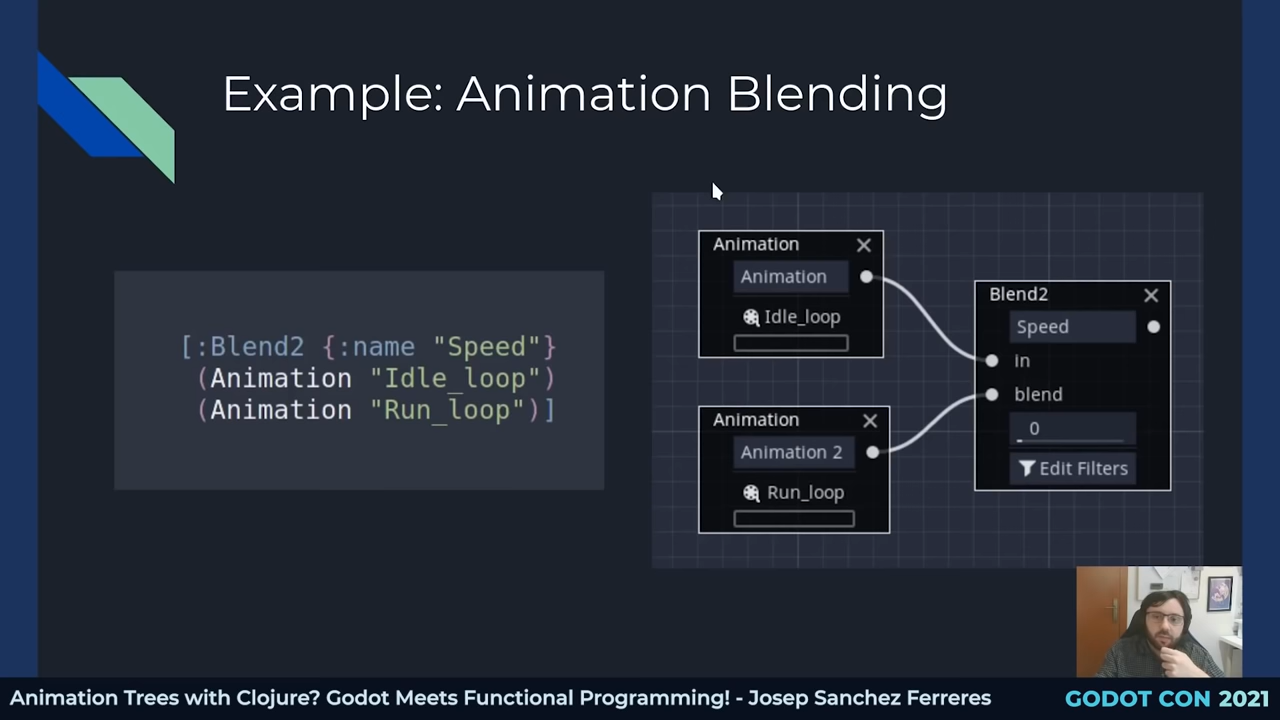 Example: Animation Blending
[:Blend2 {:name "Speed"}
(Animation "Idle_loop")
(Animation "Run_loop")]
Animation
Animation
Idle_loop
Animation
Animation 2
Run_loop
Blend2
Speed
in
blend
0
Edit Filters
Animation Trees with Clojure? Godot Meets Functional Programming! - Josep Sanchez Ferreres
GODOT CON 2021